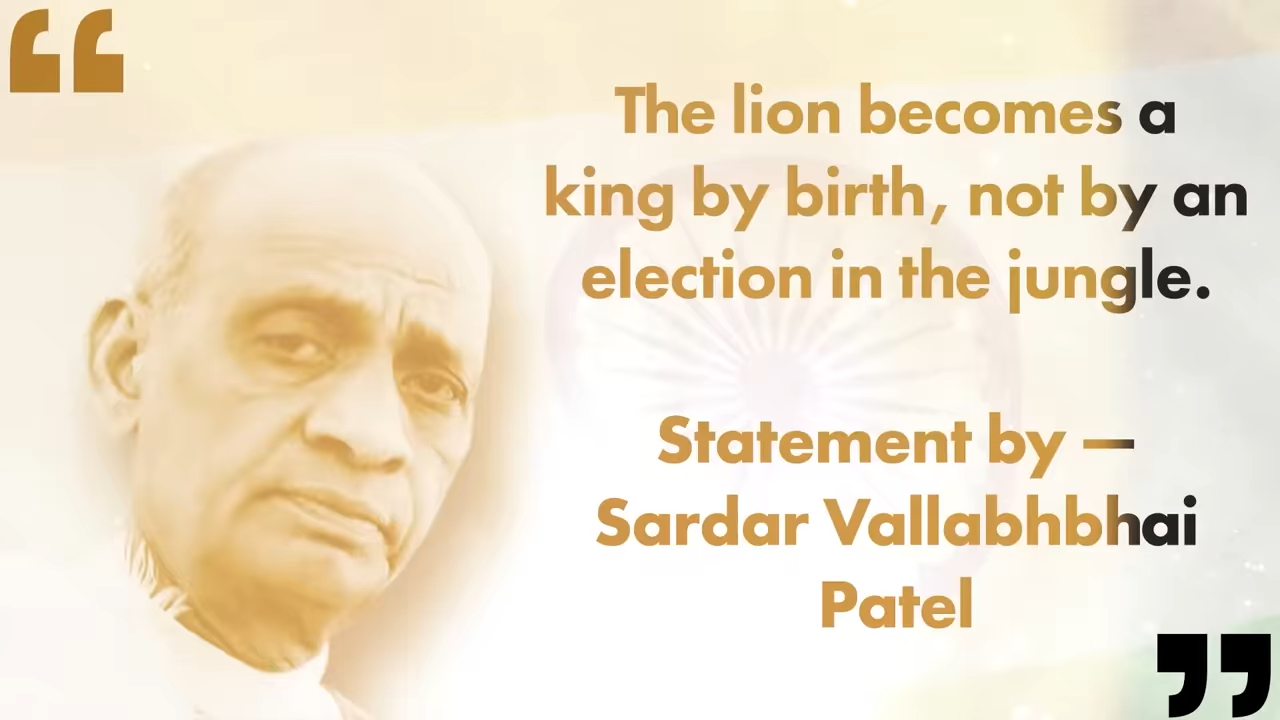 “
The lion becomes a
king by birth, not by an
election in the jungle.
Statement by —
Sardar Vallabhbhai
Patel
”